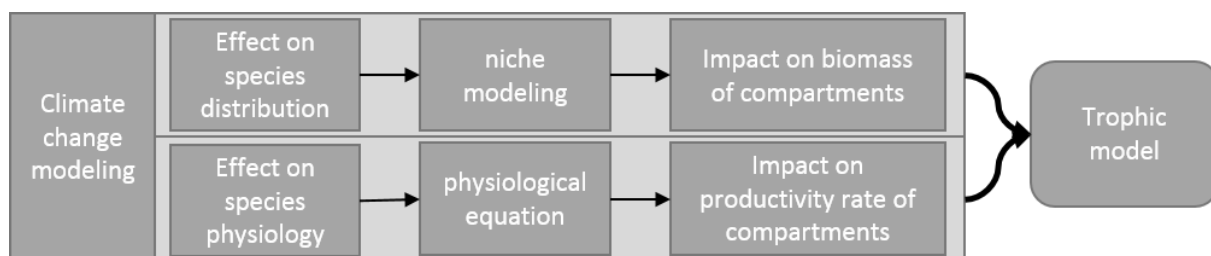 Climate
change
modeling
Effect on
species
distribution
niche
modeling
Impact on biomass
of compartments
Effect on
species
physiology
physiological
equation
Impact on
productivity rate of
compartments
Trophic
model